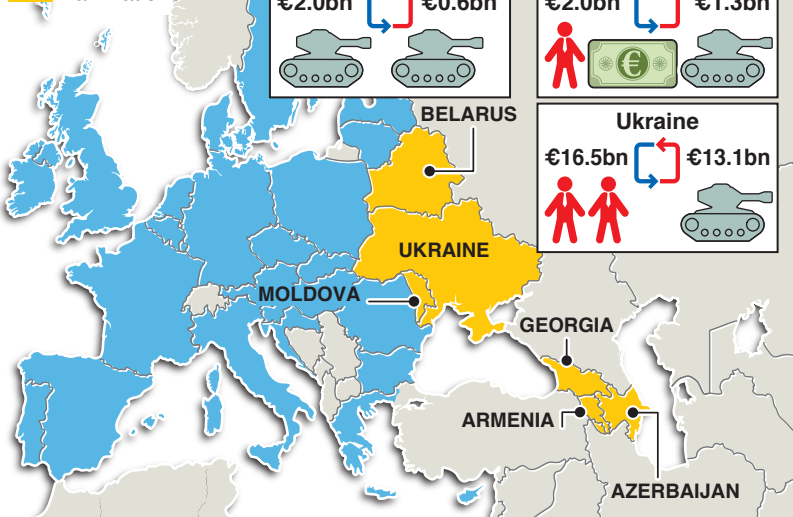 €2.0bn
€0.6bn
€2.0bn
€1.3bn
€
BELARUS
Ukraine
€16.5bn
€13.1bn
UKRAINE
MOLDOVA
GEORGIA
ARMENIA
AZERBAIJAN